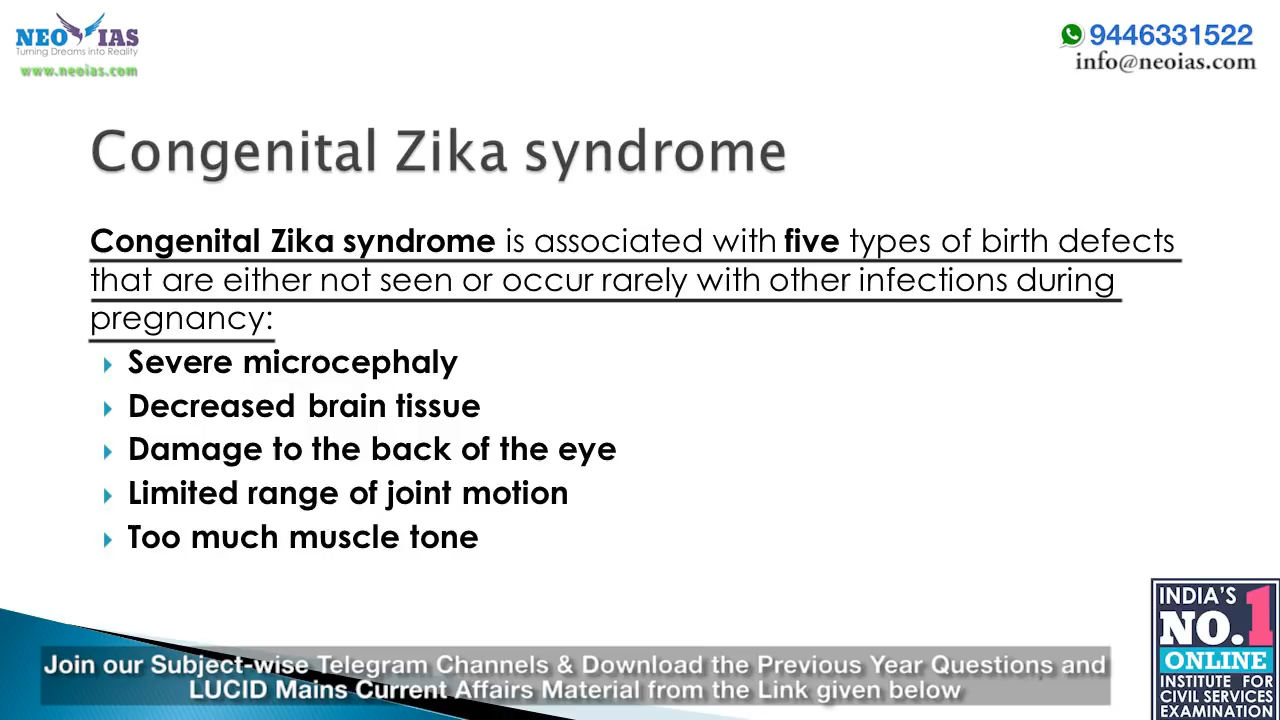 NEO IAS
Turning Dreams into Reality
www.neoias.com
9446331522
info@neoias.com
Congenital Zika syndrome
Congenital Zika syndrome is associated with five types of birth defects
that are either not seen or occur rarely with other infections during
pregnancy:
Severe microcephaly
Decreased brain tissue
Damage to the back of the eye
Limited range of joint motion
Too much muscle tone
Join our Subject-wise Telegram Channels & Download the Previous Year Questions and
LUCID Mains Current Affairs Material from the Link given below
INDIA'S
NO.1
ONLINE
INSTITUTE FOR
CIVIL SERVICES
EXAMINATION